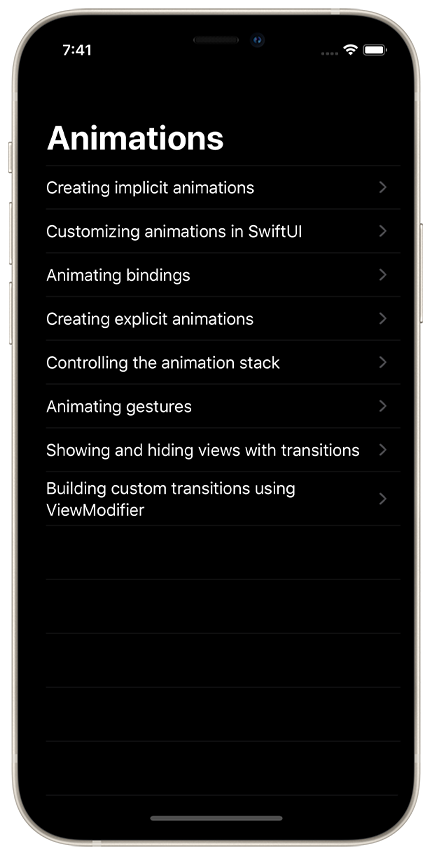 7:41
Animations
Creating implicit animations
Customizing animations in SwiftUI
Animating bindings
Creating explicit animations
Controlling the animation stack
Animating gestures
Showing and hiding views with transitions
Building custom transitions using
ViewModifier